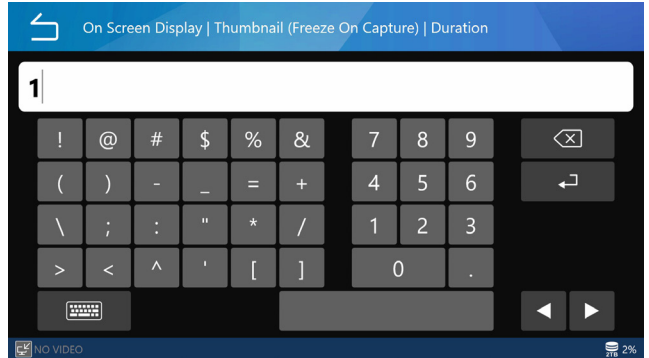 On Screen Display | Thumbnail (Freeze On Capture) | Duration
1
! @ # $ % & 7 8 9
( ) - _ = + 4 5 6
\ ; : " * / 1 2 3
> < ^ ' [ ] 0 .
NO VIDEO 2TB 2%